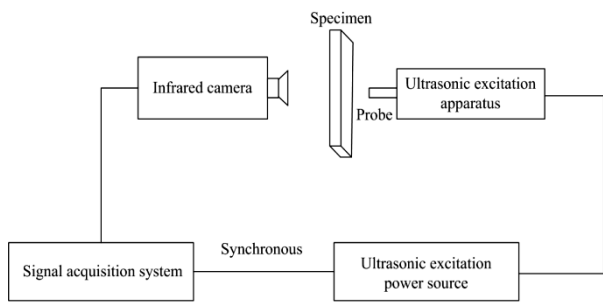 Specimen
Infrared camera
Ultrasonic excitation
apparatus
Probe
Signal acquisition system
Synchronous
Ultrasonic excitation
power source